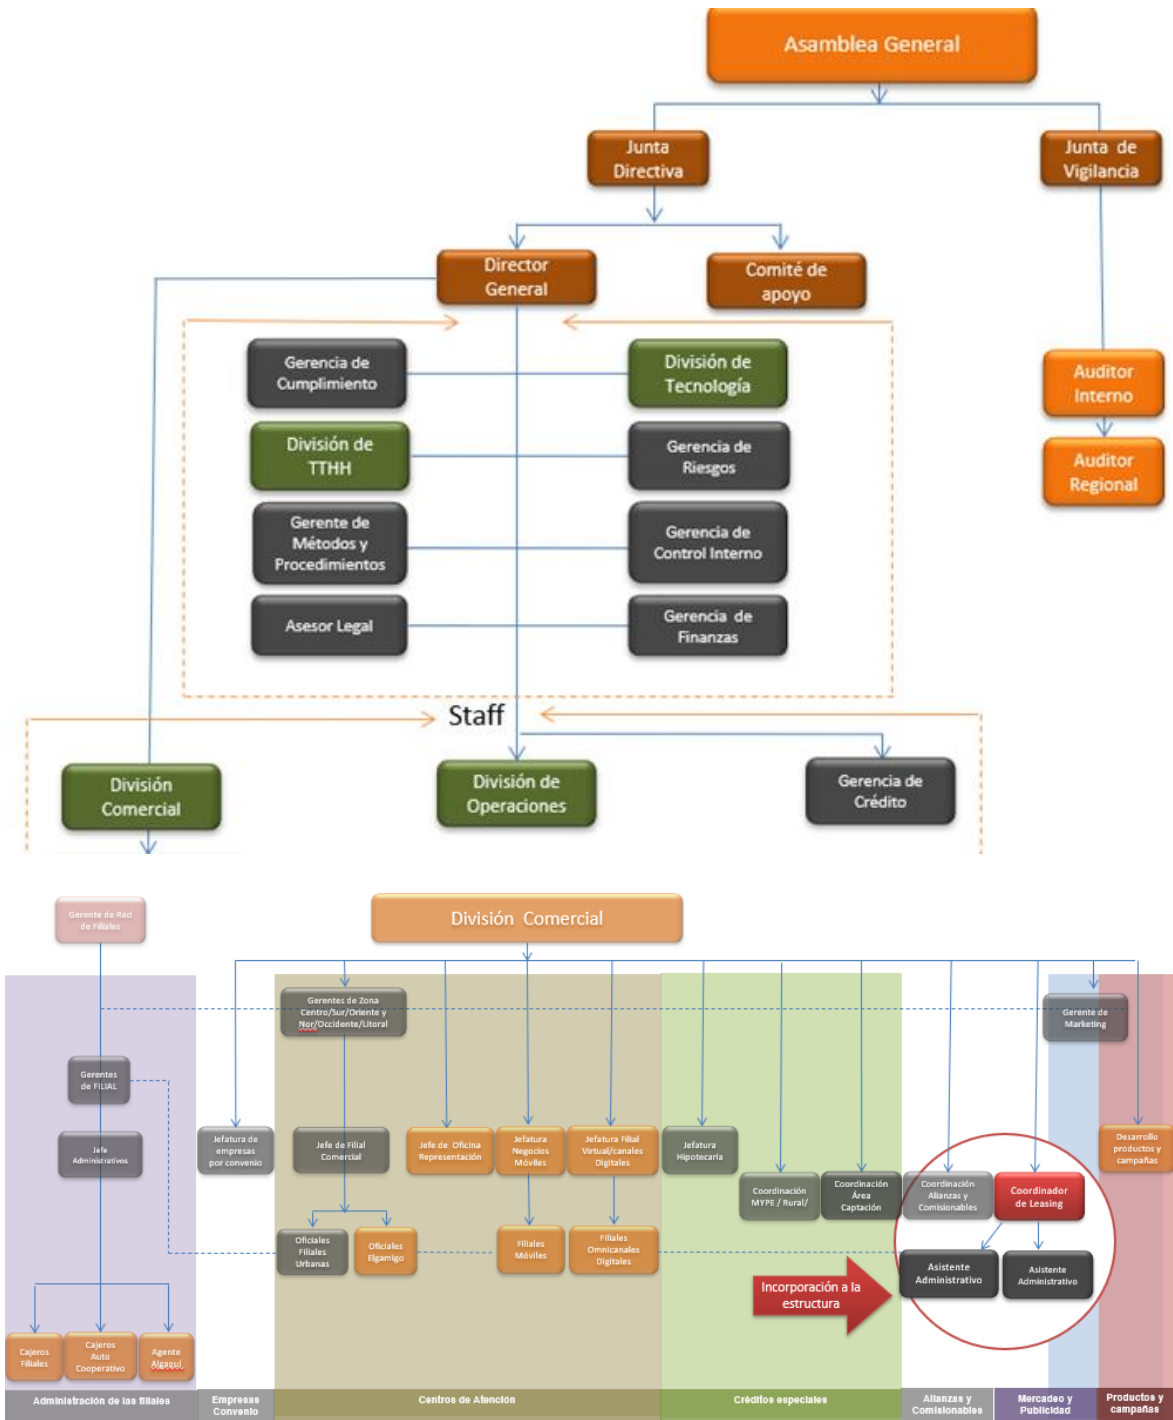 Asamblea General
Junta
Directiva
Junta de
Vigilancia
Director
General
Comité de
apoyo
Gerencia de
Cumplimiento
División de
Tecnología
Auditor
Interno
División de
TTHH
Gerencia de
Riesgos
Auditor
Regional
Gerente de
Métodos y
Procedimientos
Gerencia de
Control Interno
Asesor Legal
Gerencia de
Finanzas
Staff
División
Comercial
División de
Operaciones
Gerencia de
Crédito
Gerente de Red
de Filiales
División Comercial
Gerentes de Zona
Centro/Sur/Oriente y
Nor/Occidente/Litoral
Gerente de
Marketing
Gerentes
de FILIAL
Jefe
Administrativos
Jefatura de
empresas
por convenio
Jefe de Filial
Comercial
Jefe de Oficina
Representación
Jefatura
Negocios
Móviles
Jefatura Filial
Virtual/canales
Digitales
Jefatura
Hipotecaria
Desarrollo
productos y
campañas
Coordinación
MYPE / Rural/
Coordinación
Área
Captación
Coordinación
Alianzas y
Comisionables
Coordinador
de Leasing
Oficiales
Filiales
Urbanas
Oficiales
Elgamigo
Filiales
Móviles
Filiales
Omnicanales
Digitales
Asistente
Administrativo
Asistente
Administrativo
Incorporación a la
estructura
Cajeros
Filiales
Cajeros
Auto
Cooperativo
Agente
Algaquí
Administración de las filiales
Empresas
Convenio
Centros de Atención
Créditos especiales
Alianzas y
Comisionables
Mercadeo y
Publicidad
Productos y
campañas